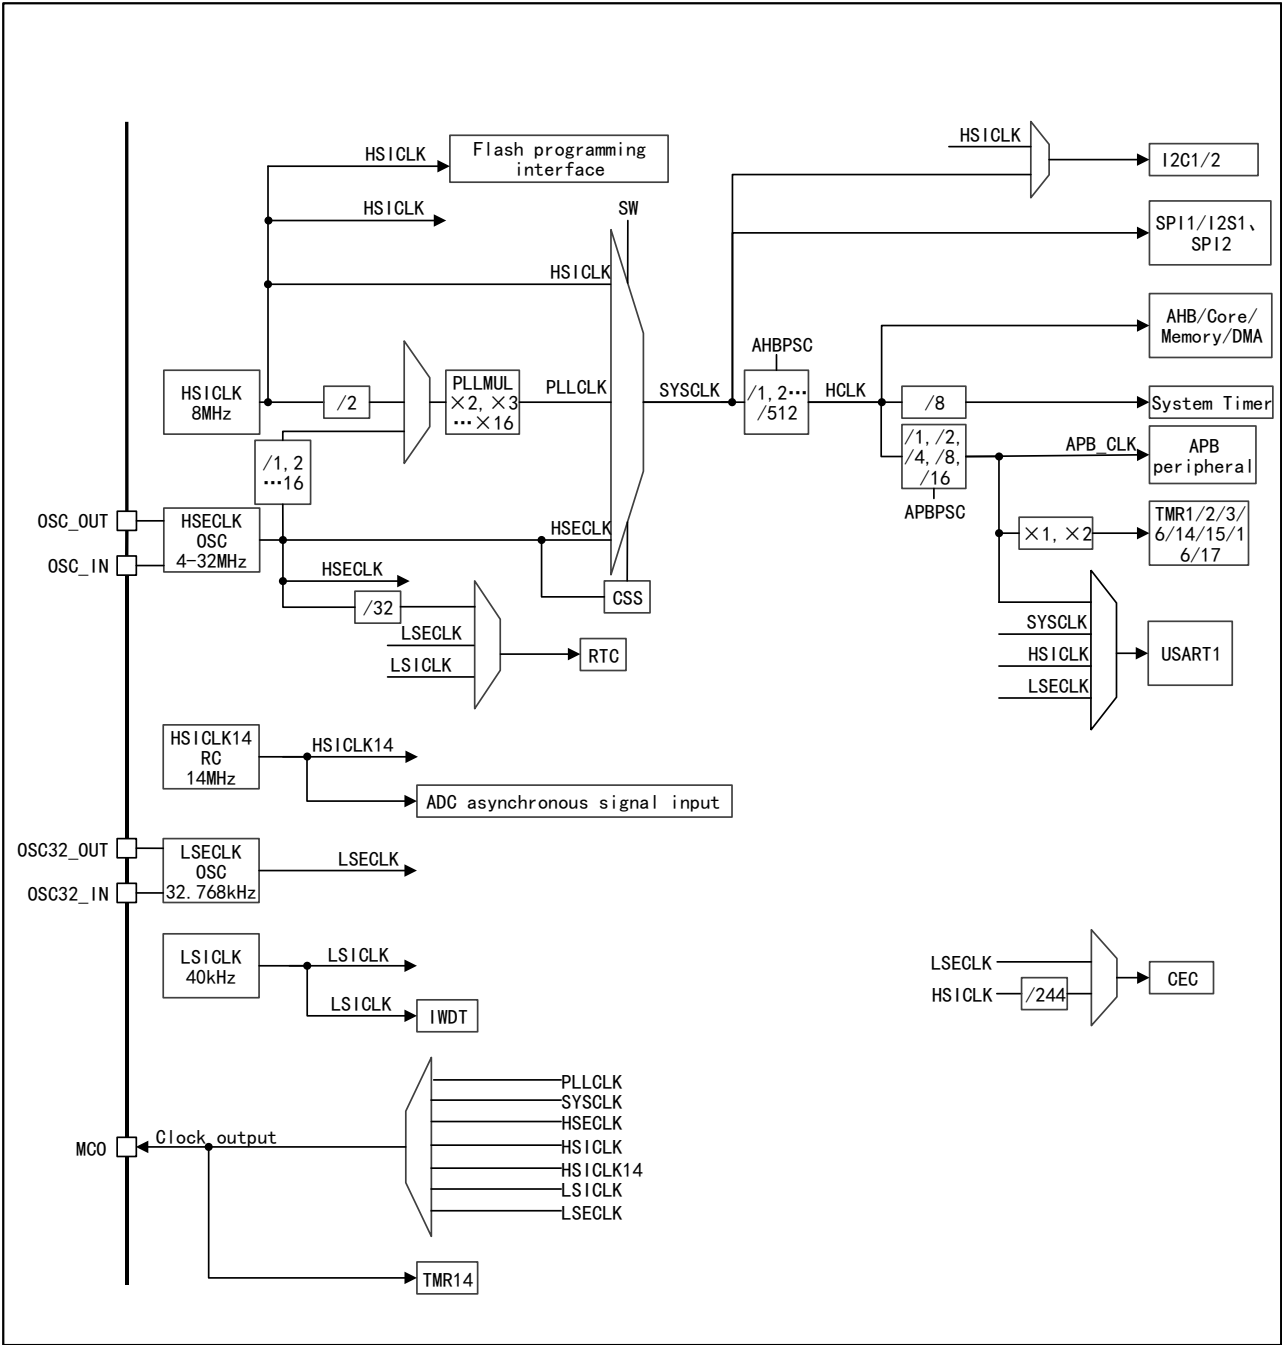 HSICLK
Flash programming
interface
HSICLK
HSICLK
I2C1/2
SW
SPI1/I2S1、
SPI2
HSICLK
AHB/Core/
Memory/DMA
AHBPSC
HSICLK
8MHz
/2
PLLMUL
×2, ×3
…×16
PLLCLK
SYSCLK
/1, 2…
/512
HCLK
/8
System Timer
/1, 2
…16
/1, /2,
/4, /8,
/16
APBPSC
APB_CLK
APB
peripheral
OSC_OUT
OSC_IN
HSECLK
OSC
4-32MHz
HSECLK
×1, ×2
TMR1/2/3/
6/14/15/1
6/17
HSECLK
/32
CSS
LSECLK
LSICLK
RTC
SYSCLK
HSICLK
LSECLK
USART1
HSICLK14
RC
14MHz
HSICLK14
ADC asynchronous signal input
OSC32_OUT
OSC32_IN
LSECLK
OSC
32.768kHz
LSECLK
LSICLK
40kHz
LSICLK
LSICLK
IWDT
LSECLK
HSICLK
/244
CEC
PLLCLK
SYSCLK
HSECLK
HSICLK
HSICLK14
LSICLK
LSECLK
MCO
Clock output
TMR14